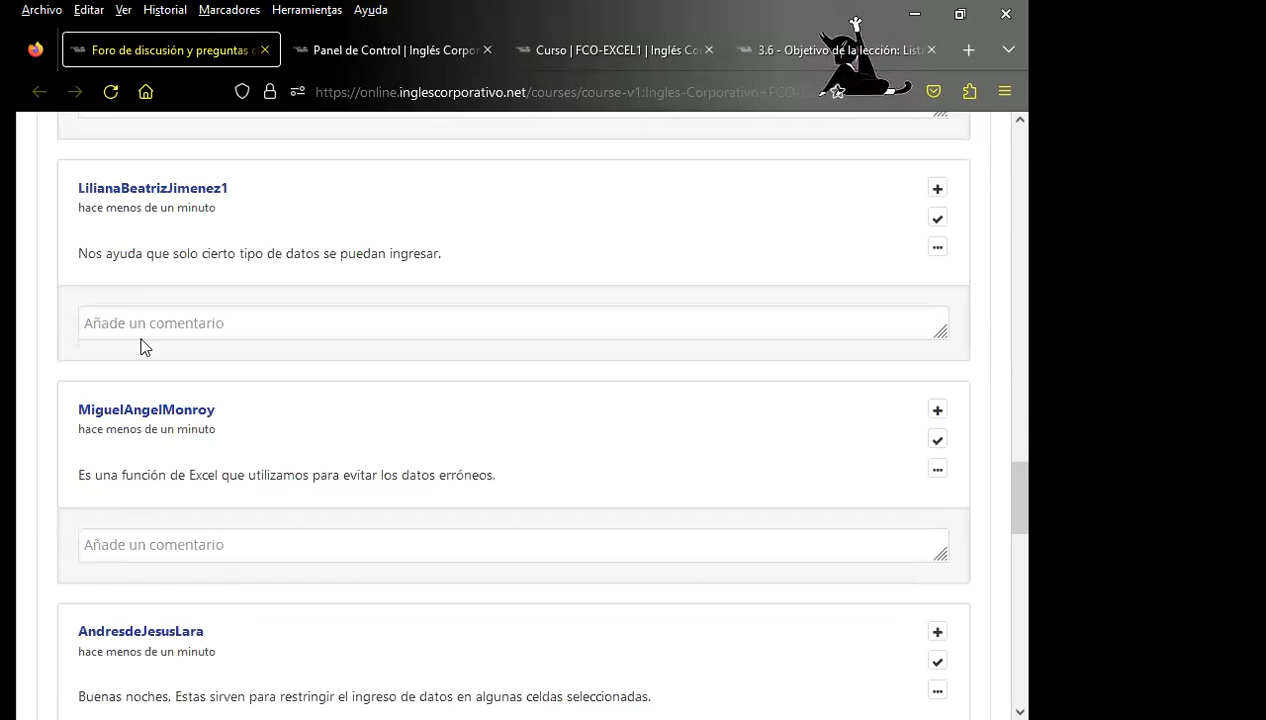 Archivo Editar Ver Historial Marcadores Herramientas Ayuda
Foro de discusión y preguntas Panel de Control | Inglés Corpor Curso | FCO-EXCEL1 | Inglés Co 3.6 - Objetivo de la lección: List
https://online.inglescorporativo.net/courses/course-v1:Ingles-Corporativo+FCO-
LilianaBeatrizJimenez1
hace menos de un minuto
Nos ayuda que solo cierto tipo de datos se puedan ingresar.
Añade un comentario
MiguelAngelMonroy
hace menos de un minuto
Es una función de Excel que utilizamos para evitar los datos erróneos.
Añade un comentario
AndresdeJesusLara
hace menos de un minuto
Buenas noches, Estas sirven para restringir el ingreso de datos en algunas celdas seleccionadas.